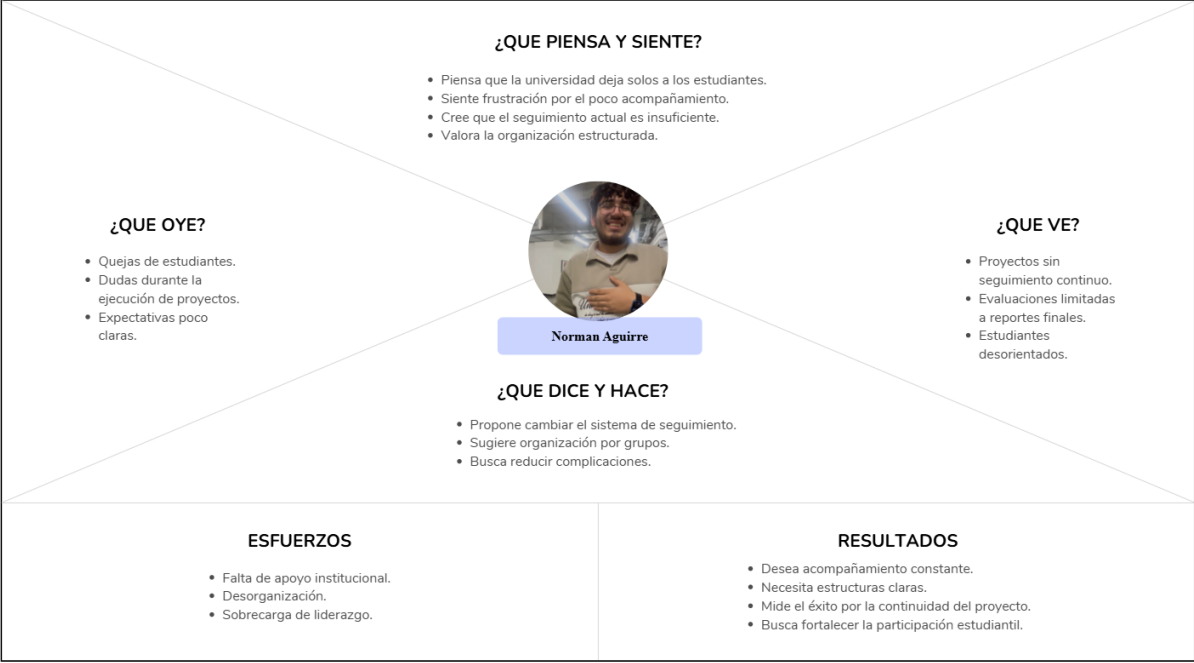 ¿QUE PIENSA Y SIENTE?
Piensa que la universidad deja solos a los estudiantes.
Siente frustración por el poco acompañamiento.
Cree que el seguimiento actual es insuficiente.
Valora la organización estructurada.
¿QUE OYE?
Quejas de estudiantes.
Dudas durante la
ejecución de proyectos.
Expectativas poco
claras.
¿QUE VE?
Proyectos sin
seguimiento continuo.
Evaluaciones limitadas
a reportes finales.
Estudiantes
desorientados.
Norman Aguirre
¿QUE DICE Y HACE?
Propone cambiar el sistema de seguimiento.
Sugiere organización por grupos.
Busca reducir complicaciones.
ESFUERZOS
Falta de apoyo institucional.
Desorganización.
Sobrecarga de liderazgo.
RESULTADOS
Desea acompañamiento constante.
Necesita estructuras claras.
Mide el éxito por la continuidad del proyecto.
Busca fortalecer la participación estudiantil.